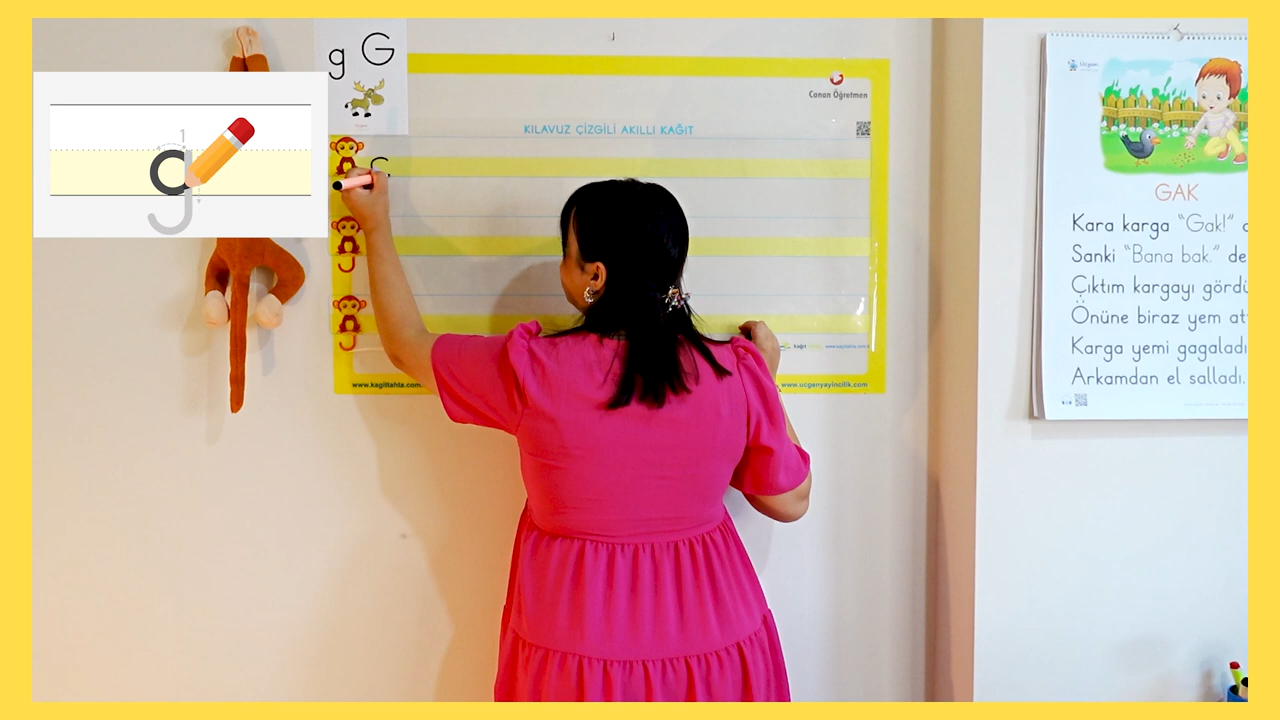 g G
1
Canan Öğretmen
KILAVUZ ÇİZGİLİ AKILLI KAĞIT
www.kagittahta.com
www.ucgenyayincilik.com
GAK
Kara karga “Gak!”
Sanki “Bana bak.” de
Çıktım kargayı gördü
Önüne biraz yem at
Karga yemi gagaladı
Arkamdan el salladı.